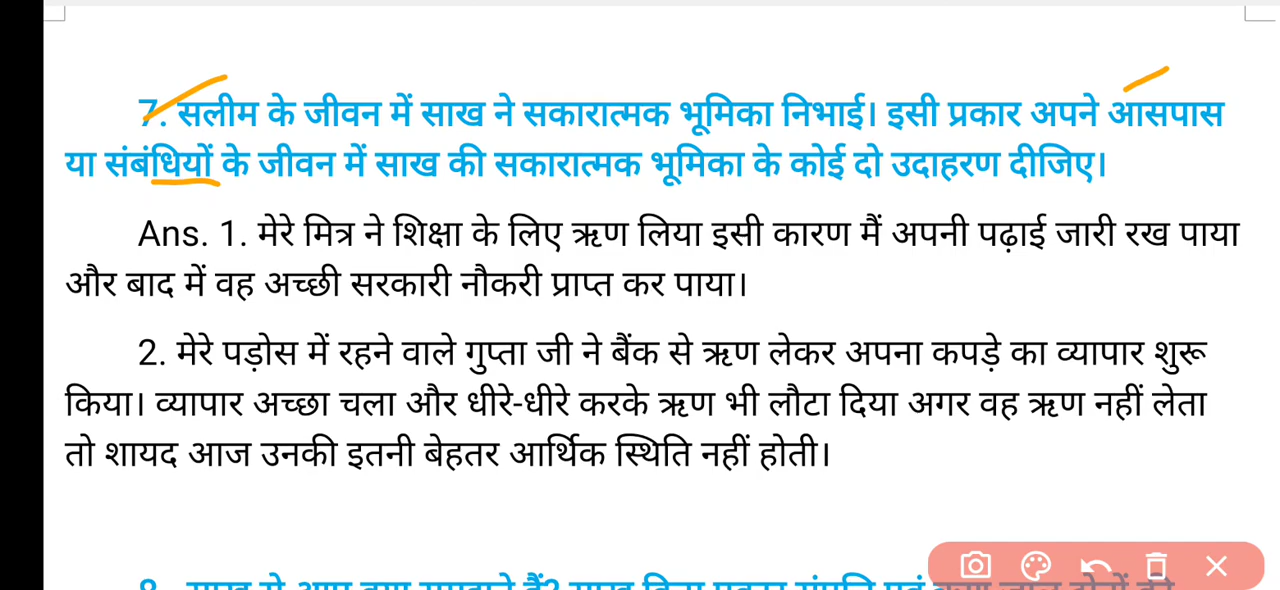 7. सलीम के जीवन में साख ने सकारात्मक भूमिका निभाई। इसी प्रकार अपने आसपास
या संबंधियों के जीवन में साख की सकारात्मक भूमिका के कोई दो उदाहरण दीजिए।
Ans. 1. मेरे मित्र ने शिक्षा के लिए ऋण लिया इसी कारण मैं अपनी पढ़ाई जारी रख पाया
और बाद में वह अच्छी सरकारी नौकरी प्राप्त कर पाया।
2. मेरे पड़ोस में रहने वाले गुप्ता जी ने बैंक से ऋण लेकर अपना कपड़े का व्यापार शुरू
किया। व्यापार अच्छा चला और धीरे-धीरे करके ऋण भी लौटा दिया अगर वह ऋण नहीं लेता
तो शायद आज उनकी इतनी बेहतर आर्थिक स्थिति नहीं होती।